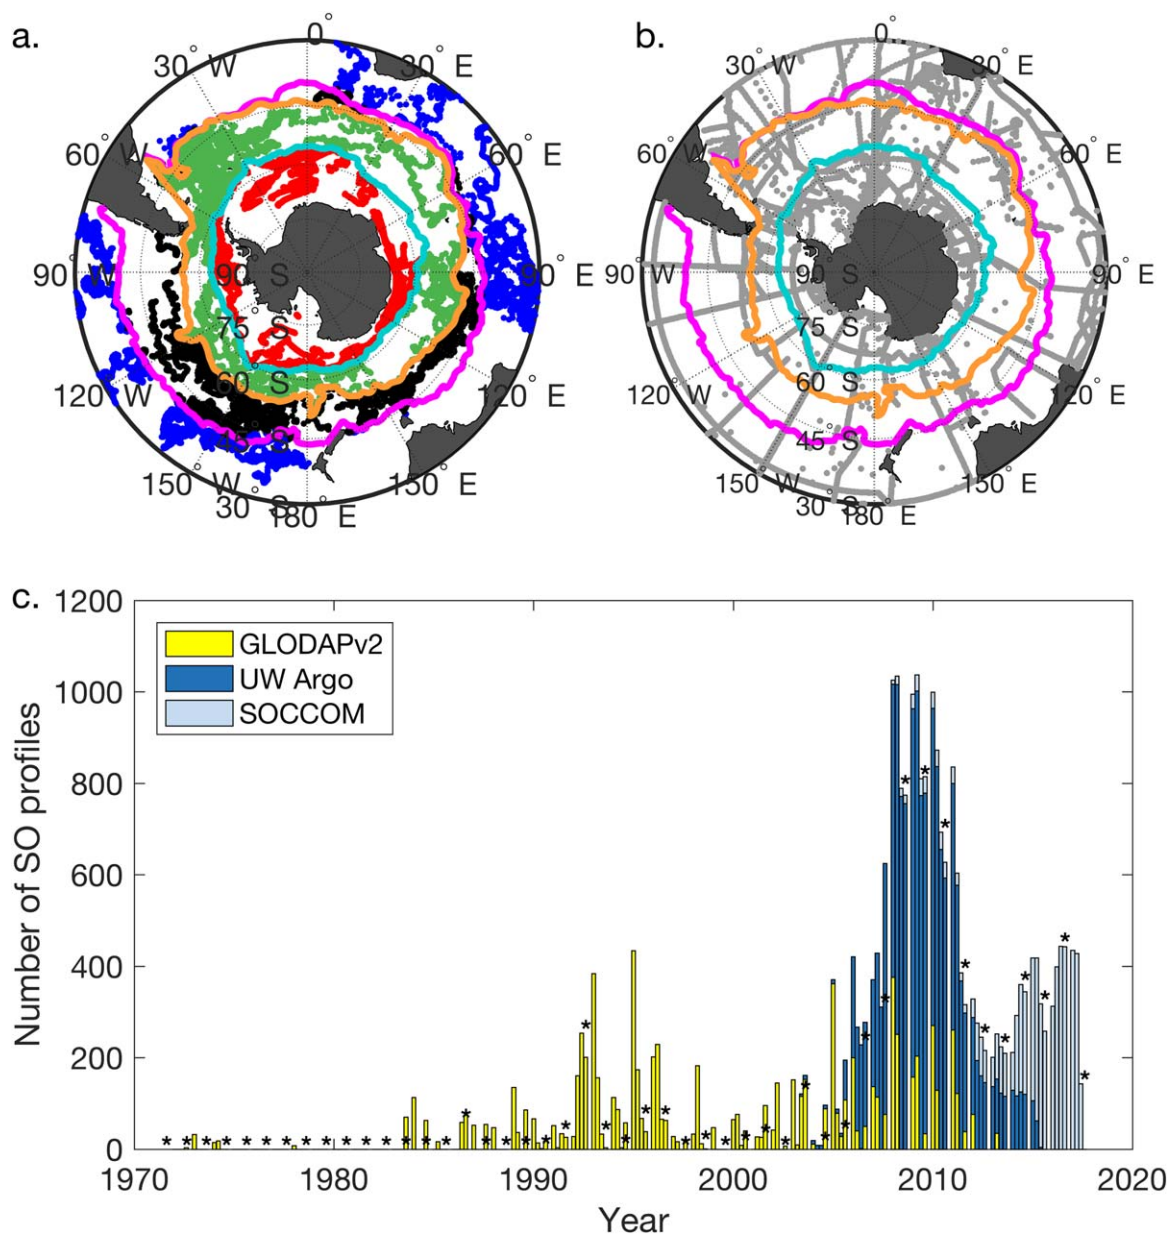 a.
0°
30° W
30° E
60° W
60° E
90° W
90° S
90° E
75° S
60° S
120° W
120° E
45° S
150° W
150° E
30° S
180° E
b.
0°
30° W
30° E
60° W
60° E
90° W
90° S
90° E
75° S
60° S
120° W
120° E
45° S
150° W
150° E
30° S
180° E
c.
1200
1000
800
600
400
200
0
Number of SO profiles
GLODAPv2
UW Argo
SOCCOM
1970
1980
1990
2000
2010
2020
Year